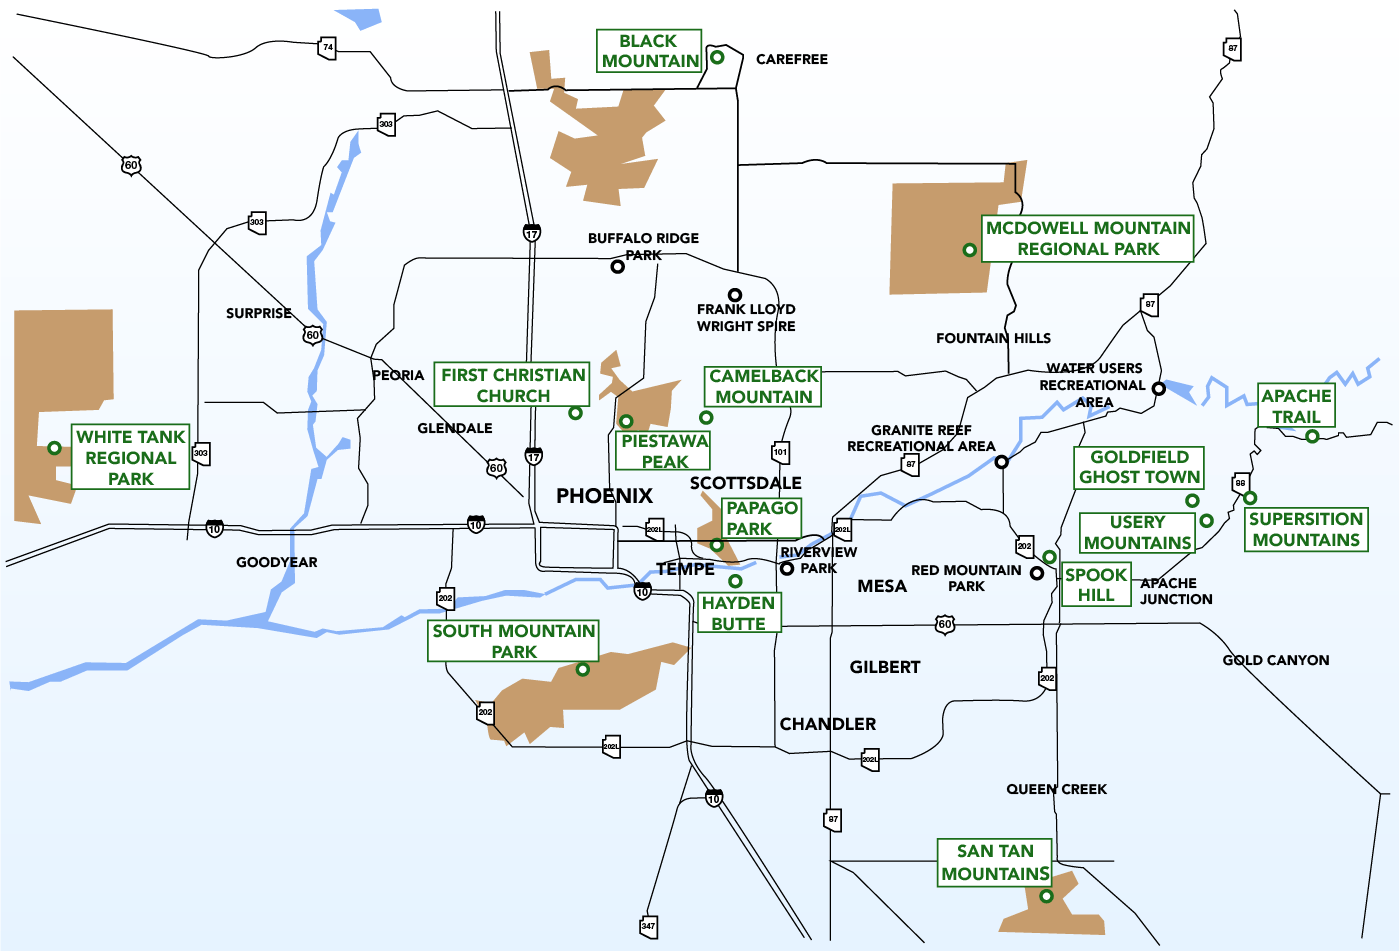 74
BLACK
MOUNTAIN
CAREFREE
87
303
60
303
17
BUFFALO RIDGE
PARK
MCDOWELL MOUNTAIN
REGIONAL PARK
FRANK LLOYD
WRIGHT SPIRE
87
SURPRISE
60
FOUNTAIN HILLS
PEORIA
FIRST CHRISTIAN
CHURCH
CAMELBACK
MOUNTAIN
WATER USERS
RECREATIONAL
AREA
APACHE
TRAIL
GLENDALE
WHITE TANK
REGIONAL
PARK
303
17
60
PIESTAWA
PEAK
101
GRANITE REEF
RECREATIONAL AREA
87
GOLDFIELD
GHOST TOWN
88
PHOENIX
SCOTTSDALE
PAPAGO
PARK
USERY
MOUNTAINS
SUPERSITION
MOUNTAINS
10
10
202L
202L
202
GOODYEAR
TEMPE
RIVERVIEW
PARK
MESA
RED MOUNTAIN
PARK
SPOOK
HILL
APACHE
JUNCTION
202
10
HAYDEN
BUTTE
60
SOUTH MOUNTAIN
PARK
GILBERT
GOLD CANYON
202
202
CHANDLER
202L
202L
QUEEN CREEK
10
87
SAN TAN
MOUNTAINS
347